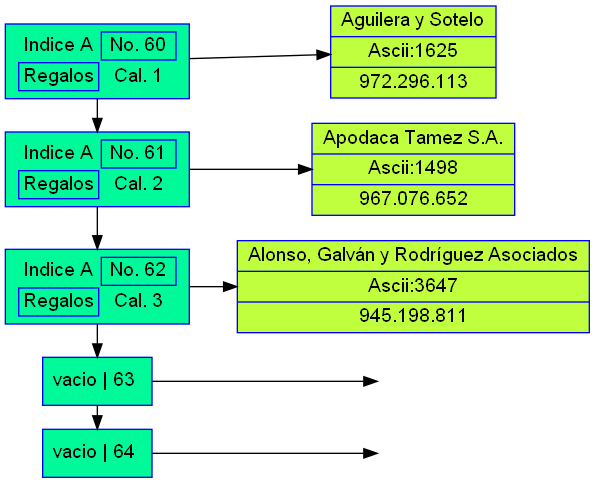 Indice A No. 60
Regalos Cal. 1
Aguilera y Sotelo
Ascii:1625
972.296.113
Indice A No. 61
Regalos Cal. 2
Apodaca Tamez S.A.
Ascii:1498
967.076.652
Indice A No. 62
Regalos Cal. 3
Alonso, Galván y Rodríguez Asociados
Ascii:3647
945.198.811
vacio | 63
vacio | 64